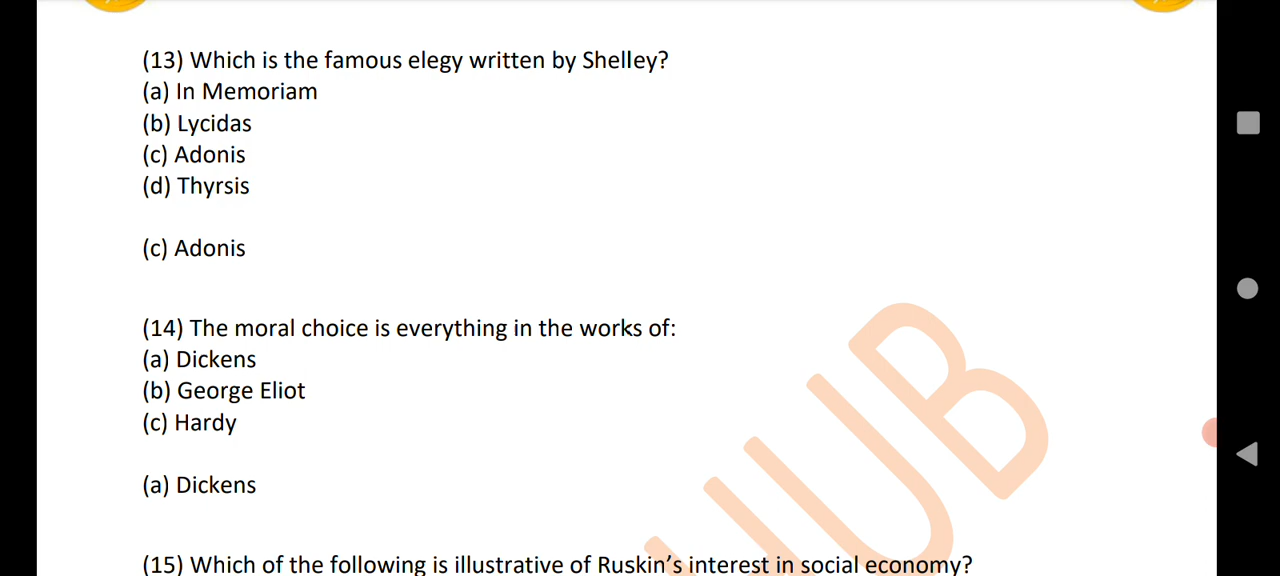 (13) Which is the famous elegy written by Shelley?
(a) In Memoriam
(b) Lycidas
(c) Adonis
(d) Thyrsis
(c) Adonis
(14) The moral choice is everything in the works of:
(a) Dickens
(b) George Eliot
(c) Hardy
(a) Dickens
(15) Which of the following is illustrative of Ruskin’s interest in social economy?
UB